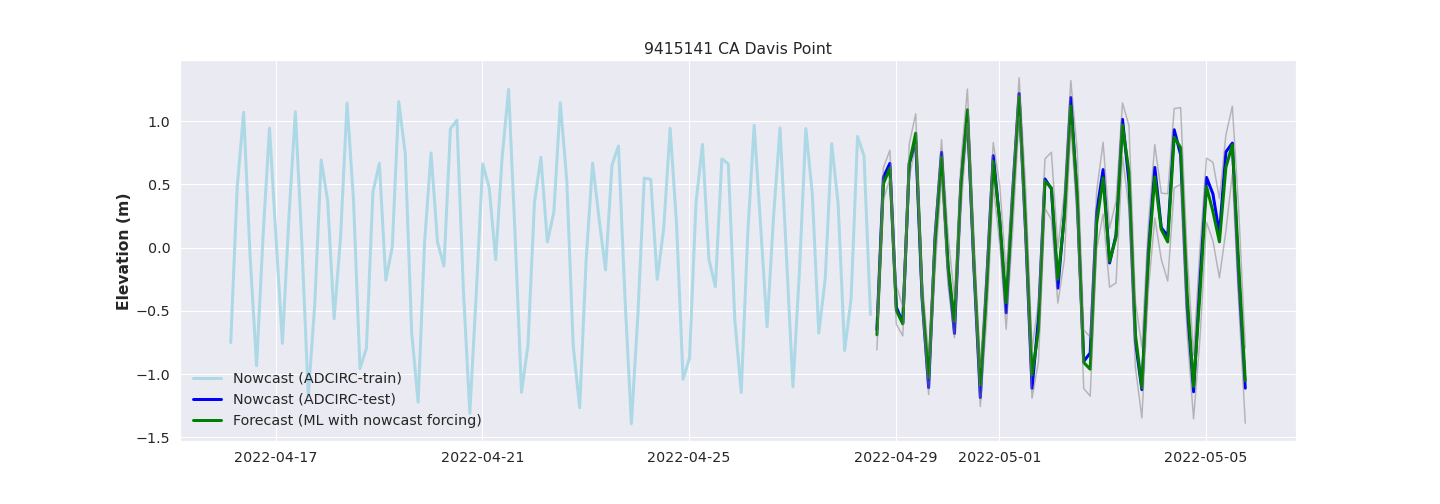 9415141 CA Davis Point
Elevation (m)
1.0
0.5
0.0
−0.5
−1.0
−1.5
Nowcast (ADCIRC-train)
Nowcast (ADCIRC-test)
Forecast (ML with nowcast forcing)
2022-04-17 2022-04-21 2022-04-25 2022-04-29 2022-05-01 2022-05-05